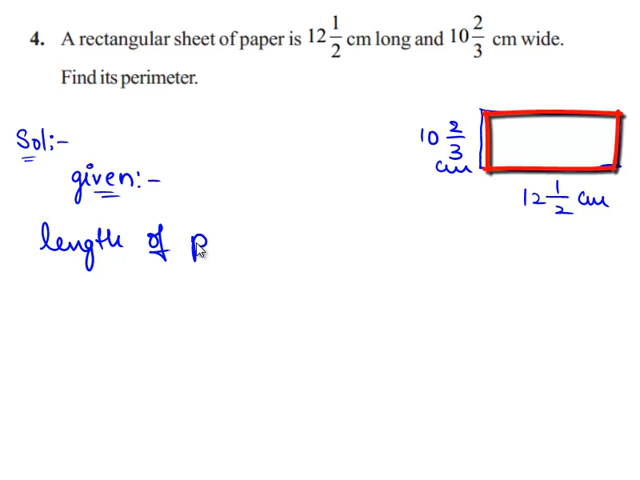 4. A rectangular sheet of paper is 12 1/2 cm long and 10 2/3 cm wide.
Find its perimeter.
Sol:-
10 2/3 cm
given:-
12 1/2 cm
length of p